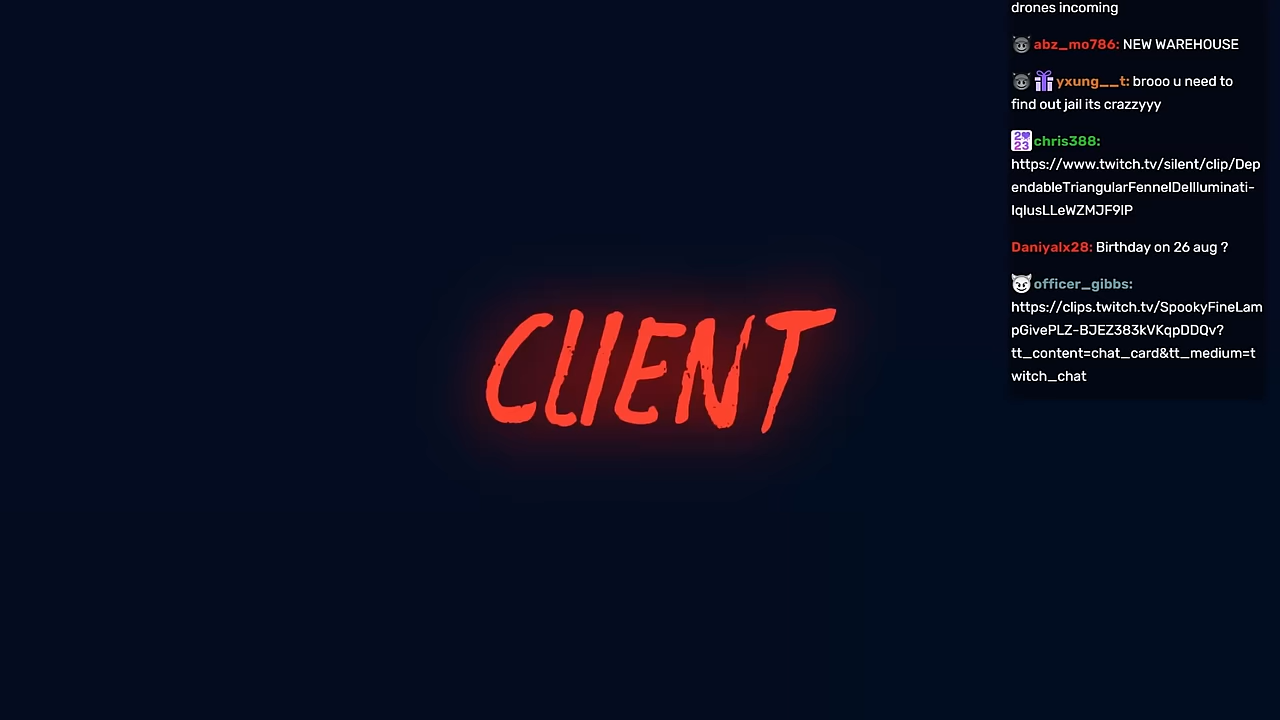 drones incoming
abz_mo786: NEW WAREHOUSE
yxung__t: brooo u need to
find out jail its crazzyyy
chris388:
https://www.twitch.tv/silent/clip/Dep
endableTriangularFennelDeIlluminati-
IqlusLLeWZMJF9IP
Daniyalx28: Birthday on 26 aug ?
officer_gibbs:
https://clips.twitch.tv/SpookyFineLam
pGivePLZ-BJEZ383kVKqpDDQv?
tt_content=chat_card&tt_medium=t
witch_chat
CLIENT